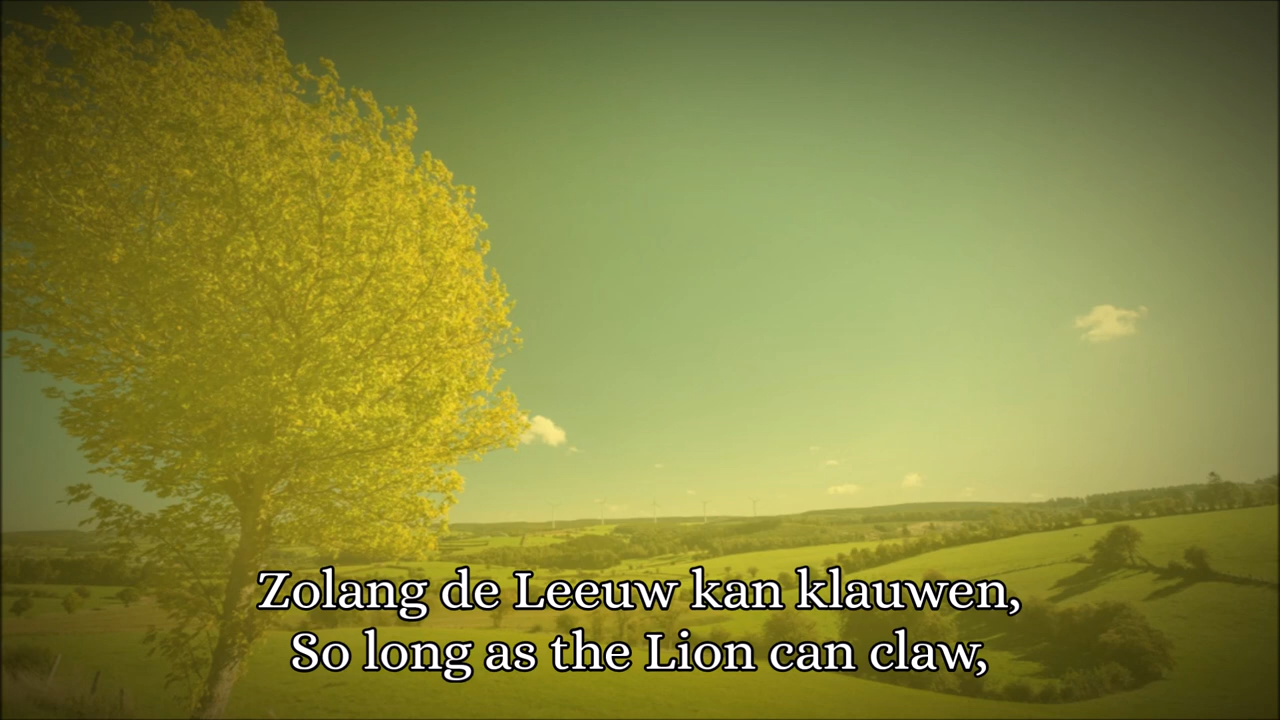 Zolang de Leeuw kan klauwen,
So long as the Lion can claw,